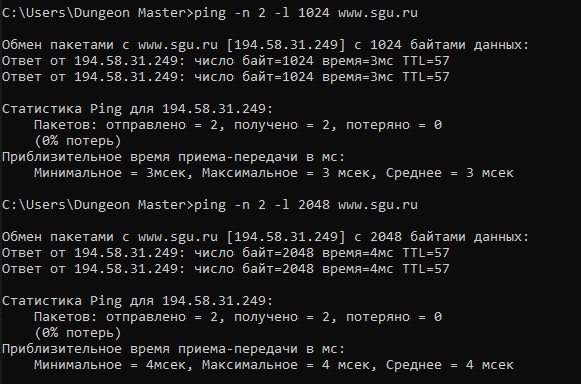 C:\Users\Dungeon Master>ping -n 2 -l 1024 www.sgu.ru
Обмен пакетами с www.sgu.ru [194.58.31.249] с 1024 байтами данных:
Ответ от 194.58.31.249: число байт=1024 время=3мс TTL=57
Ответ от 194.58.31.249: число байт=1024 время=3мс TTL=57
Статистика Ping для 194.58.31.249:
Пакетов: отправлено = 2, получено = 2, потеряно = 0
(0% потерь)
Приблизительное время приема-передачи в мс:
Минимальное = 3мсек, Максимальное = 3 мсек, Среднее = 3 мсек
C:\Users\Dungeon Master>ping -n 2 -l 2048 www.sgu.ru
Обмен пакетами с www.sgu.ru [194.58.31.249] с 2048 байтами данных:
Ответ от 194.58.31.249: число байт=2048 время=4мс TTL=57
Ответ от 194.58.31.249: число байт=2048 время=4мс TTL=57
Статистика Ping для 194.58.31.249:
Пакетов: отправлено = 2, получено = 2, потеряно = 0
(0% потерь)
Приблизительное время приема-передачи в мс:
Минимальное = 4мсек, Максимальное = 4 мсек, Среднее = 4 мсек